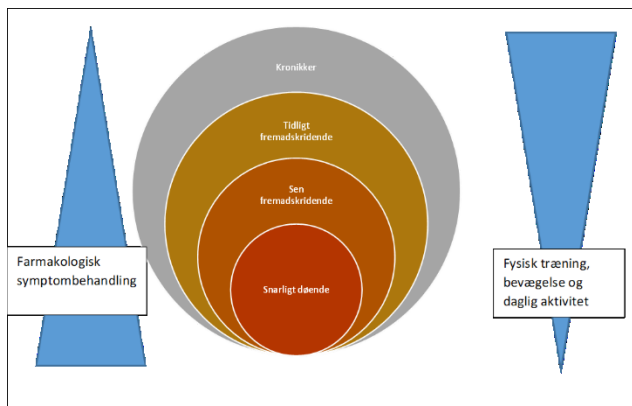 Kronikker
Tidligt
fremadskridende
Sen
fremadskridende
Snarligt døende
Farmakologisk
symptombehandling
Fysisk træning,
bevægelse og
daglig aktivitet